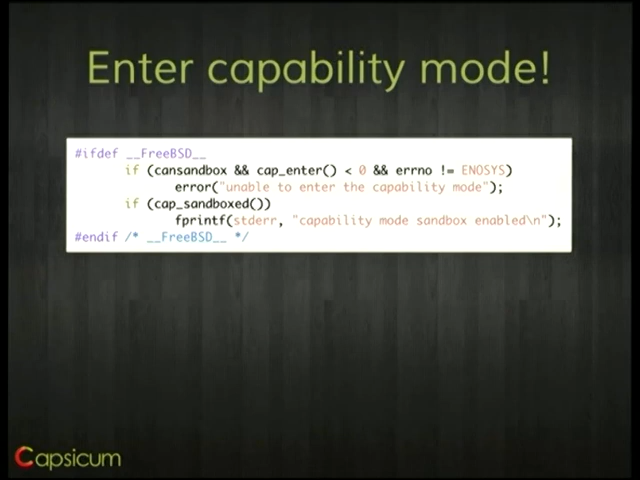 Enter capability mode!
#ifdef __FreeBSD__
if (cansandbox && cap_enter() < 0 && errno != ENOSYS)
error("unable to enter the capability mode");
if (cap_sandboxed())
fprintf(stderr, "capability mode sandbox enabled\n");
#endif /* __FreeBSD__ */
Capsicum